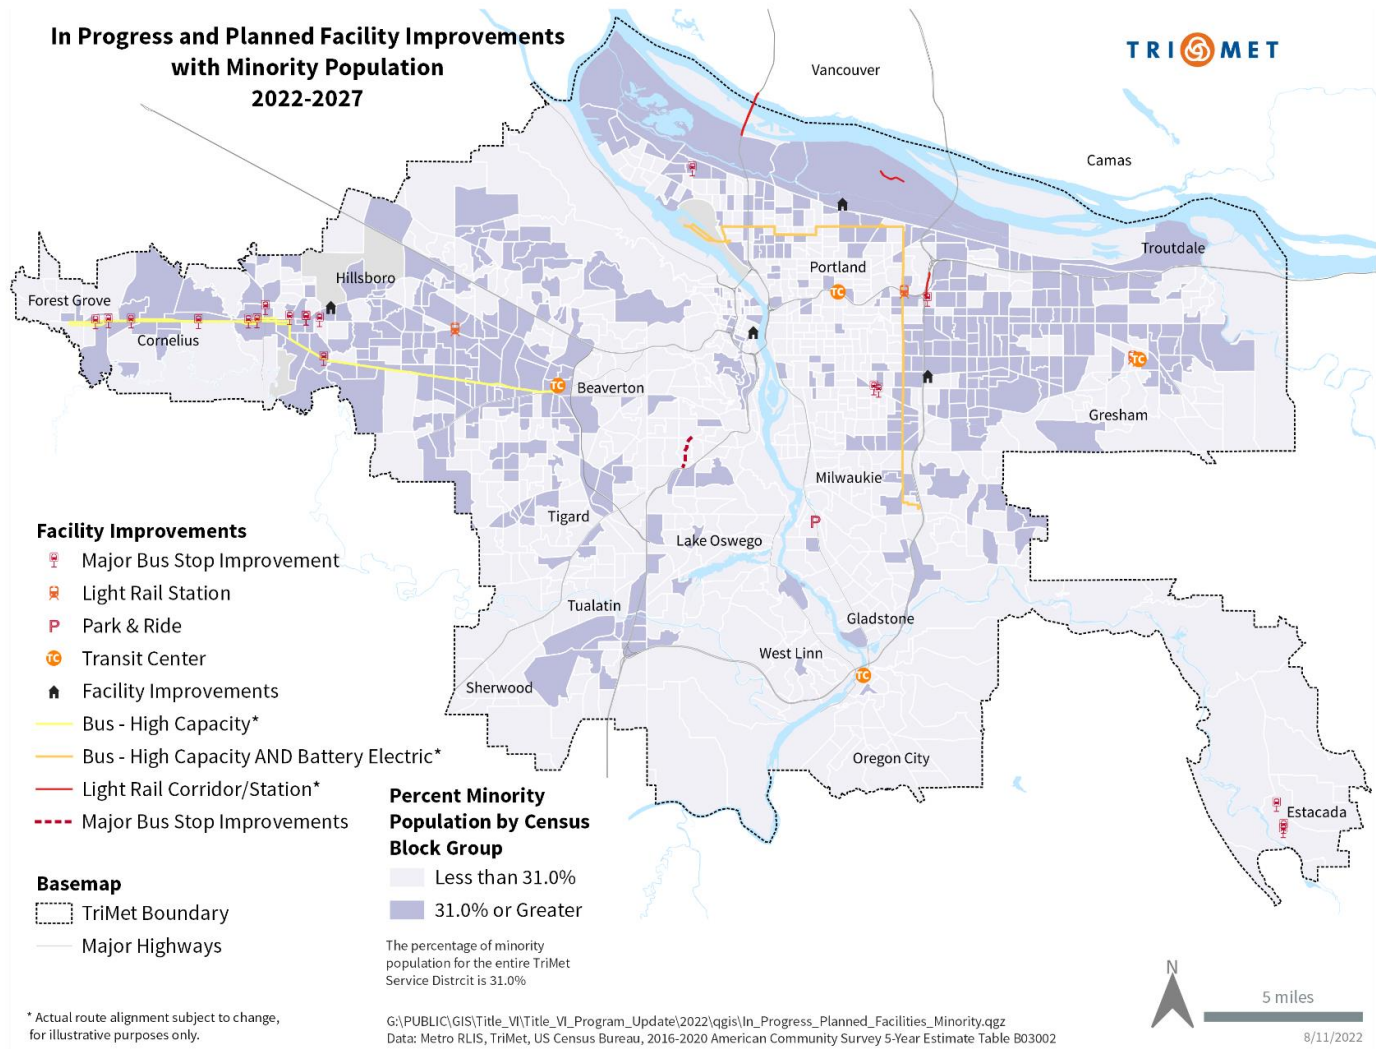 In Progress and Planned Facility Improvements
with Minority Population
2022-2027
TRI MET
Vancouver
Camas
Troutdale
Portland
TC
Hillsboro
Forest Grove
Cornelius
TC
Beaverton
TC
Gresham
Milwaukie
P
Tigard
Lake Oswego
Tualatin
Gladstone
West Linn
TC
Sherwood
Oregon City
Estacada
Facility Improvements
Major Bus Stop Improvement
Light Rail Station
P Park & Ride
TC Transit Center
Facility Improvements
Bus - High Capacity*
Bus - High Capacity AND Battery Electric*
Light Rail Corridor/Station*
Major Bus Stop Improvements
Basemap
TriMet Boundary
Major Highways
* Actual route alignment subject to change,
for illustrative purposes only.
Percent Minority
Population by Census
Block Group
Less than 31.0%
31.0% or Greater
The percentage of minority
population for the entire TriMet
Service Distrcit is 31.0%
G:\PUBLIC\GIS\Title_VI\Title_VI_Program_Update\2022\qgis\In_Progress_Planned_Facilities_Minority.qgz
Data: Metro RLIS, TriMet, US Census Bureau, 2016-2020 American Community Survey 5-Year Estimate Table B03002
N
5 miles
8/11/2022